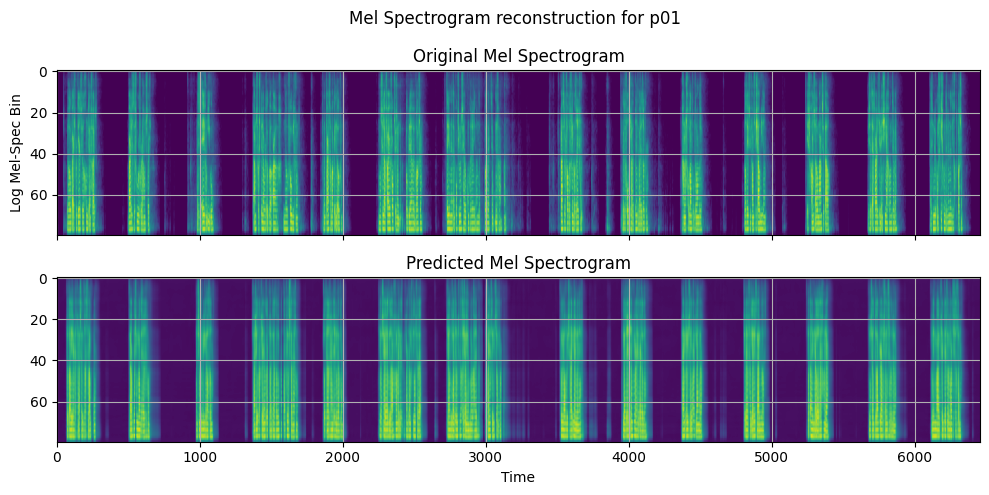 Mel Spectrogram reconstruction for p01
Original Mel Spectrogram
Log Mel-Spec Bin
0
20
40
60
Predicted Mel Spectrogram
0
20
40
60
0 1000 2000 3000 4000 5000 6000
Time